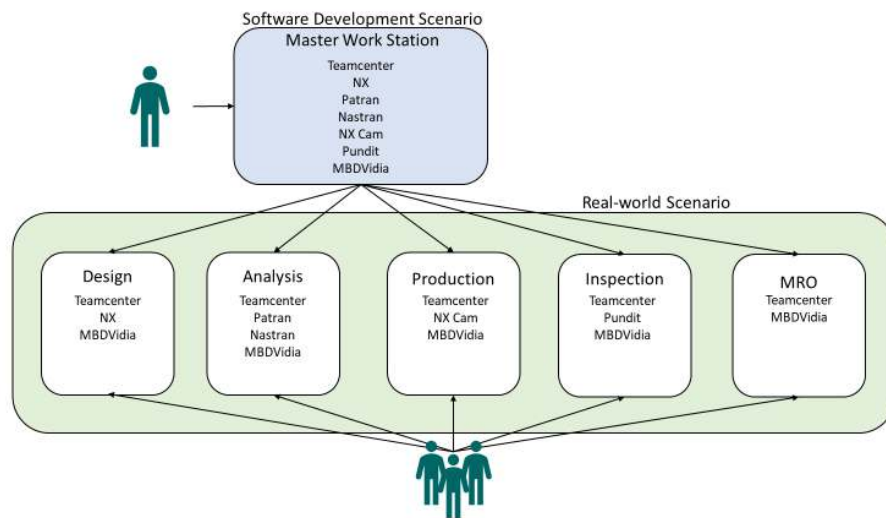 Software Development Scenario
Master Work Station
Teamcenter
NX
Patran
Nastran
NX Cam
Pundit
MBDVidia
Real-world Scenario
Design
Teamcenter
NX
MBDVidia
Analysis
Teamcenter
Patran
Nastran
MBDVidia
Production
Teamcenter
NX Cam
MBDVidia
Inspection
Teamcenter
Pundit
MBDVidia
MRO
Teamcenter
MBDVidia